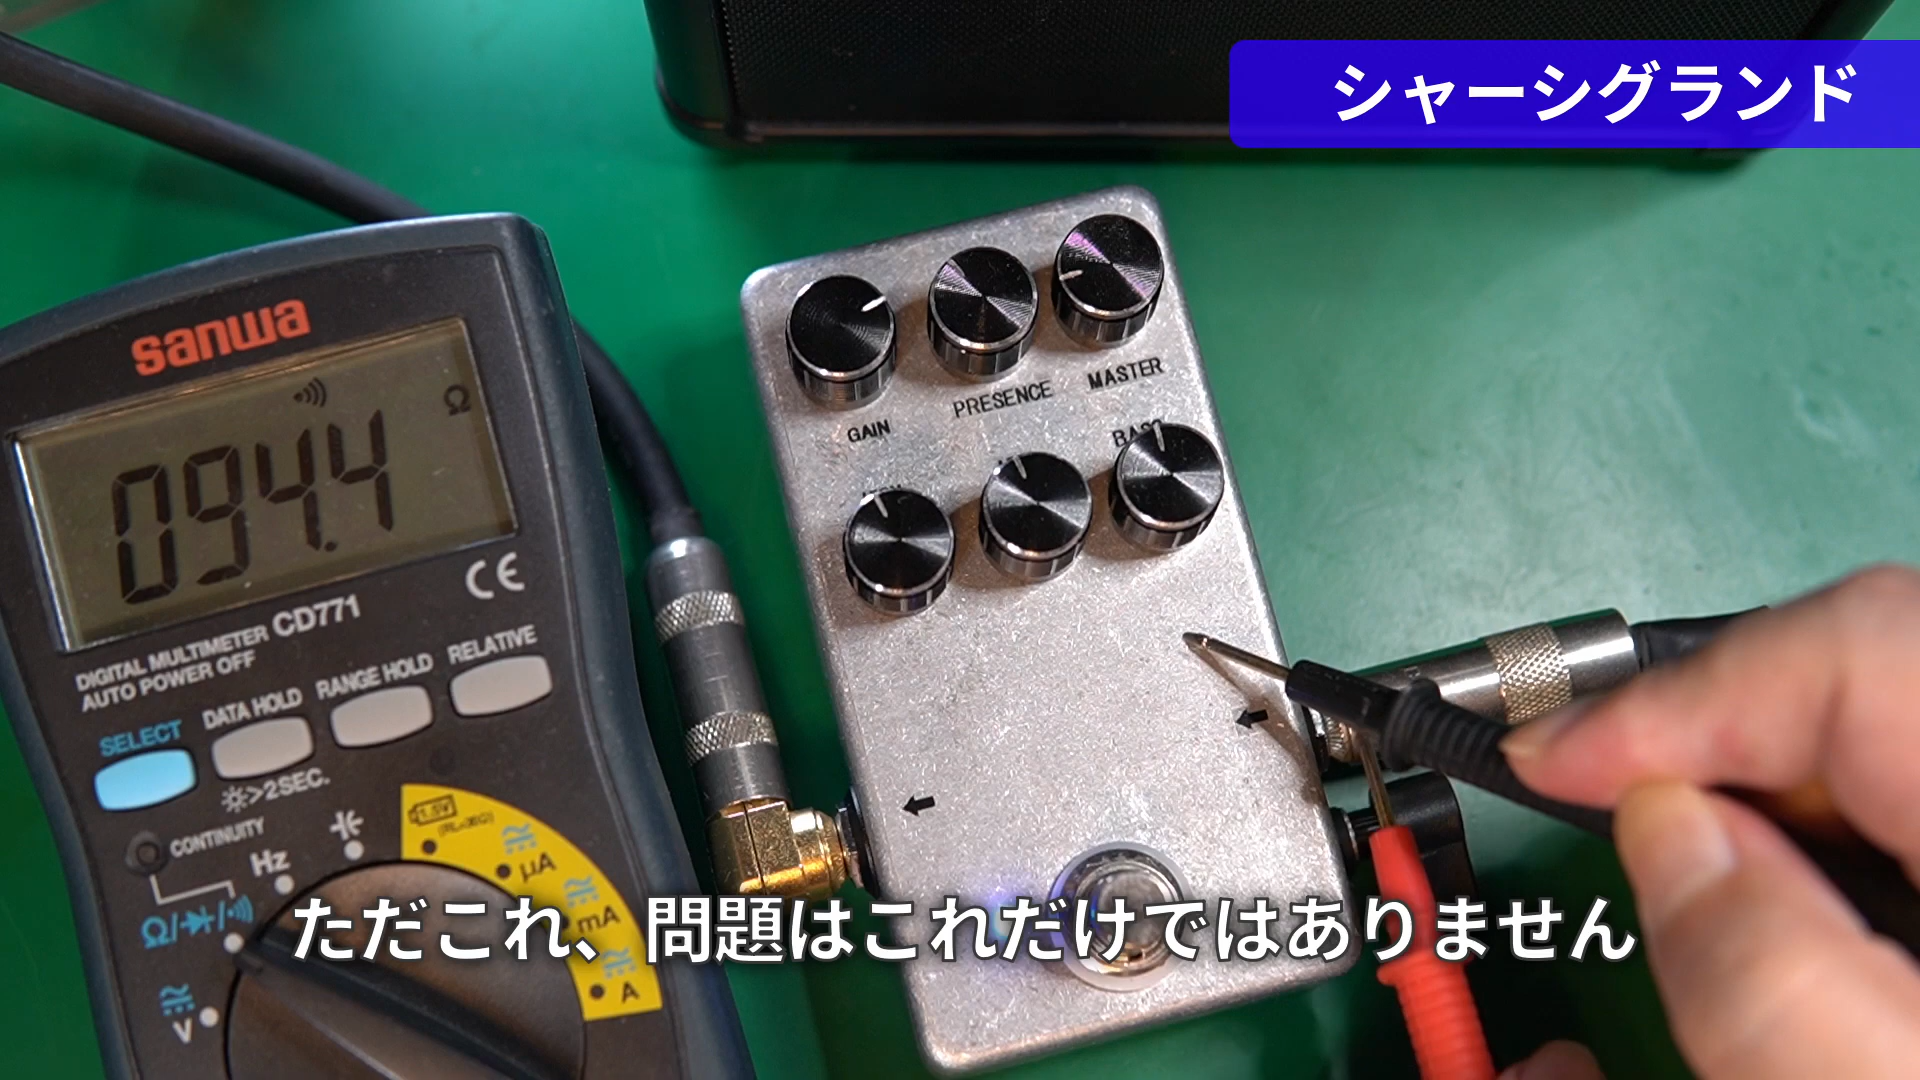 シャーシグランド
sanwa
Ω
094.4
CE
DIGITAL MULTIMETER CD771
AUTO POWER OFF
SELECT
DATA HOLD
RANGE HOLD
RELATIVE
>2SEC.
CONTINUITY
Hz
1.5V
μA
mA
A
V
GAIN
PRESENCE
MASTER
BASS
ただこれ、問題はこれだけではありません